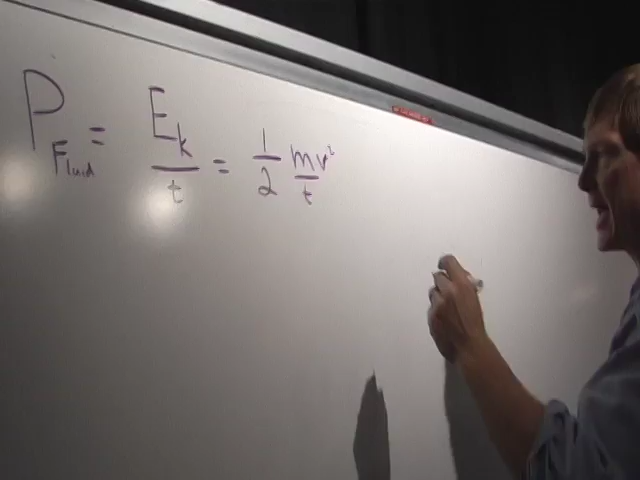 P_Fluid = E_k/t = 1/2 mv²/t